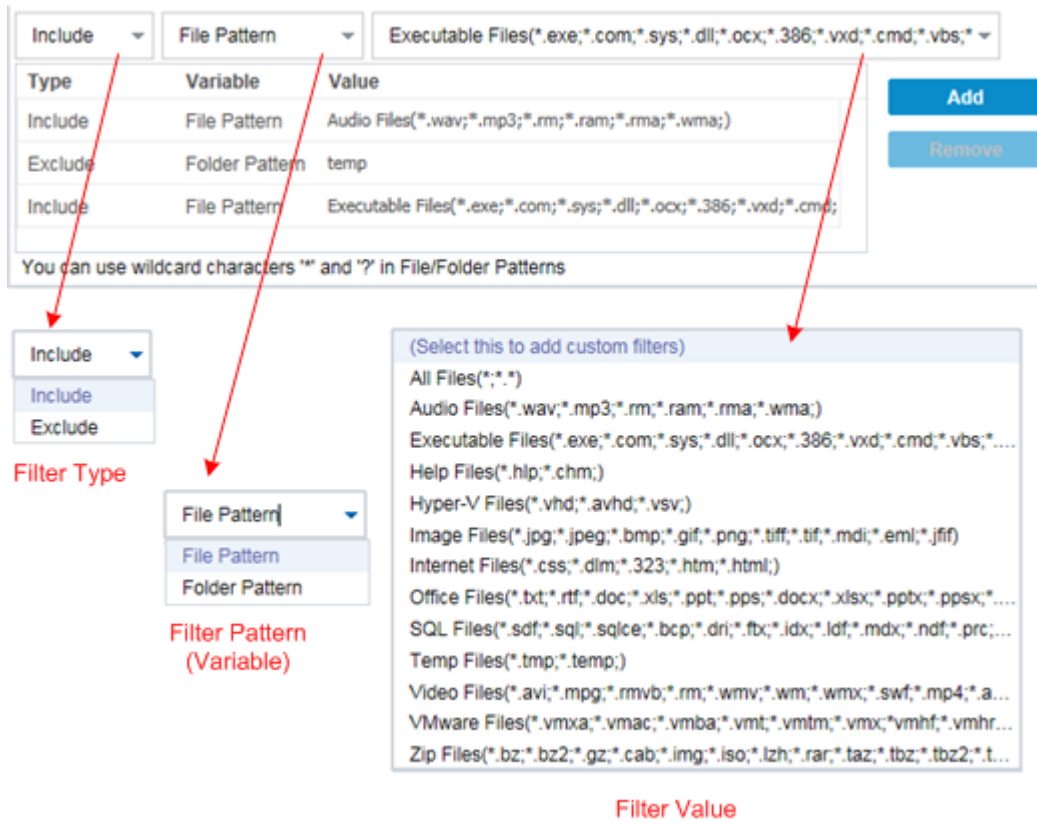 Include File Pattern Executable Files(*.exe;*.com;*.sys;*.dll;*.ocx;*.386;*.vxd;*.cmd;*.vbs;*
Type Variable Value
Add
Include File Pattern Audio Files(*.wav;*.mp3;*.rm;*.ram;*.rma;*.wma;)
Remove
Exclude Folder Pattern temp
Include File Pattern Executable Files(*.exe;*.com;*.sys;*.dll;*.ocx;*.386;*.vxd;*.cmd;
You can use wildcard characters '*' and '?' in File/Folder Patterns
Include
Include
Exclude
Filter Type
File Pattern
File Pattern
Folder Pattern
Filter Pattern
(Variable)
(Select this to add custom filters)
All Files(*;*.*)
Audio Files(*.wav;*.mp3;*.rm;*.ram;*.rma;*.wma;)
Executable Files(*.exe;*.com;*.sys;*.dll;*.ocx;*.386;*.vxd;*.cmd;*.vbs;*....
Help Files(*.hlp;*.chm;)
Hyper-V Files(*.vhd;*.avhd;*.vsv;)
Image Files(*.jpg;*.jpeg;*.bmp;*.gif;*.png;*.tiff;*.tif;*.mdi;*.eml;*.jfif)
Internet Files(*.css;*.dlm;*.323;*.htm;*.html;)
Office Files(*.txt;*.rtf;*.doc;*.xls;*.ppt;*.pps;*.docx;*.xlsx;*.pptx;*.ppsx;*....
SQL Files(*.sdf;*.sql;*.sqlce;*.bcp;*.dri;*.ftx;*.idx;*.ldf;*.mdx;*.ndf;*.prc;...
Temp Files(*.tmp;*.temp;)
Video Files(*.avi;*.mpg;*.rmvb;*.rm;*.wmv;*.wm;*.wmx;*.swf;*.mp4;*.a...
VMware Files(*.vmxa;*.vmac;*.vmba;*.vmt;*.vmtm;*.vmx;*vmhf;*.vmhr...
Zip Files(*.bz;*.bz2;*.gz;*.cab;*.img;*.iso;*.lzh;*.rar;*.taz;*.tbz;*.tbz2;*.t...
Filter Value